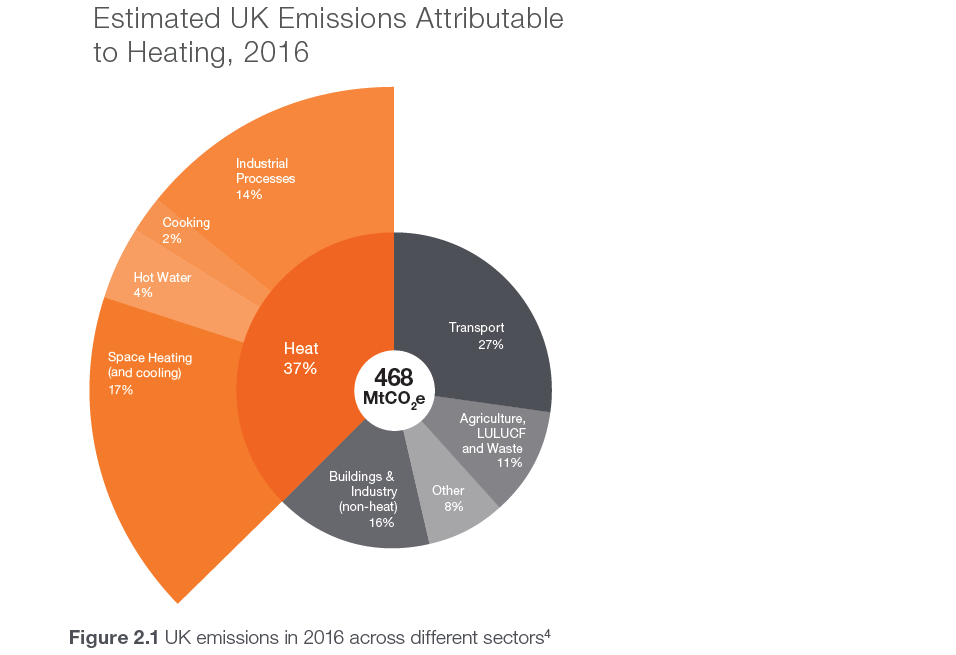 Estimated UK Emissions Attributable
to Heating, 2016
Industrial
Processes
14%
Cooking
2%
Hot Water
4%
Space Heating
(and cooling)
17%
Heat
37%
468
MtCO₂e
Transport
27%
Agriculture,
LULUCF
and Waste
11%
Other
8%
Buildings &
Industry
(non-heat)
16%
Figure 2.1 UK emissions in 2016 across different sectors⁴